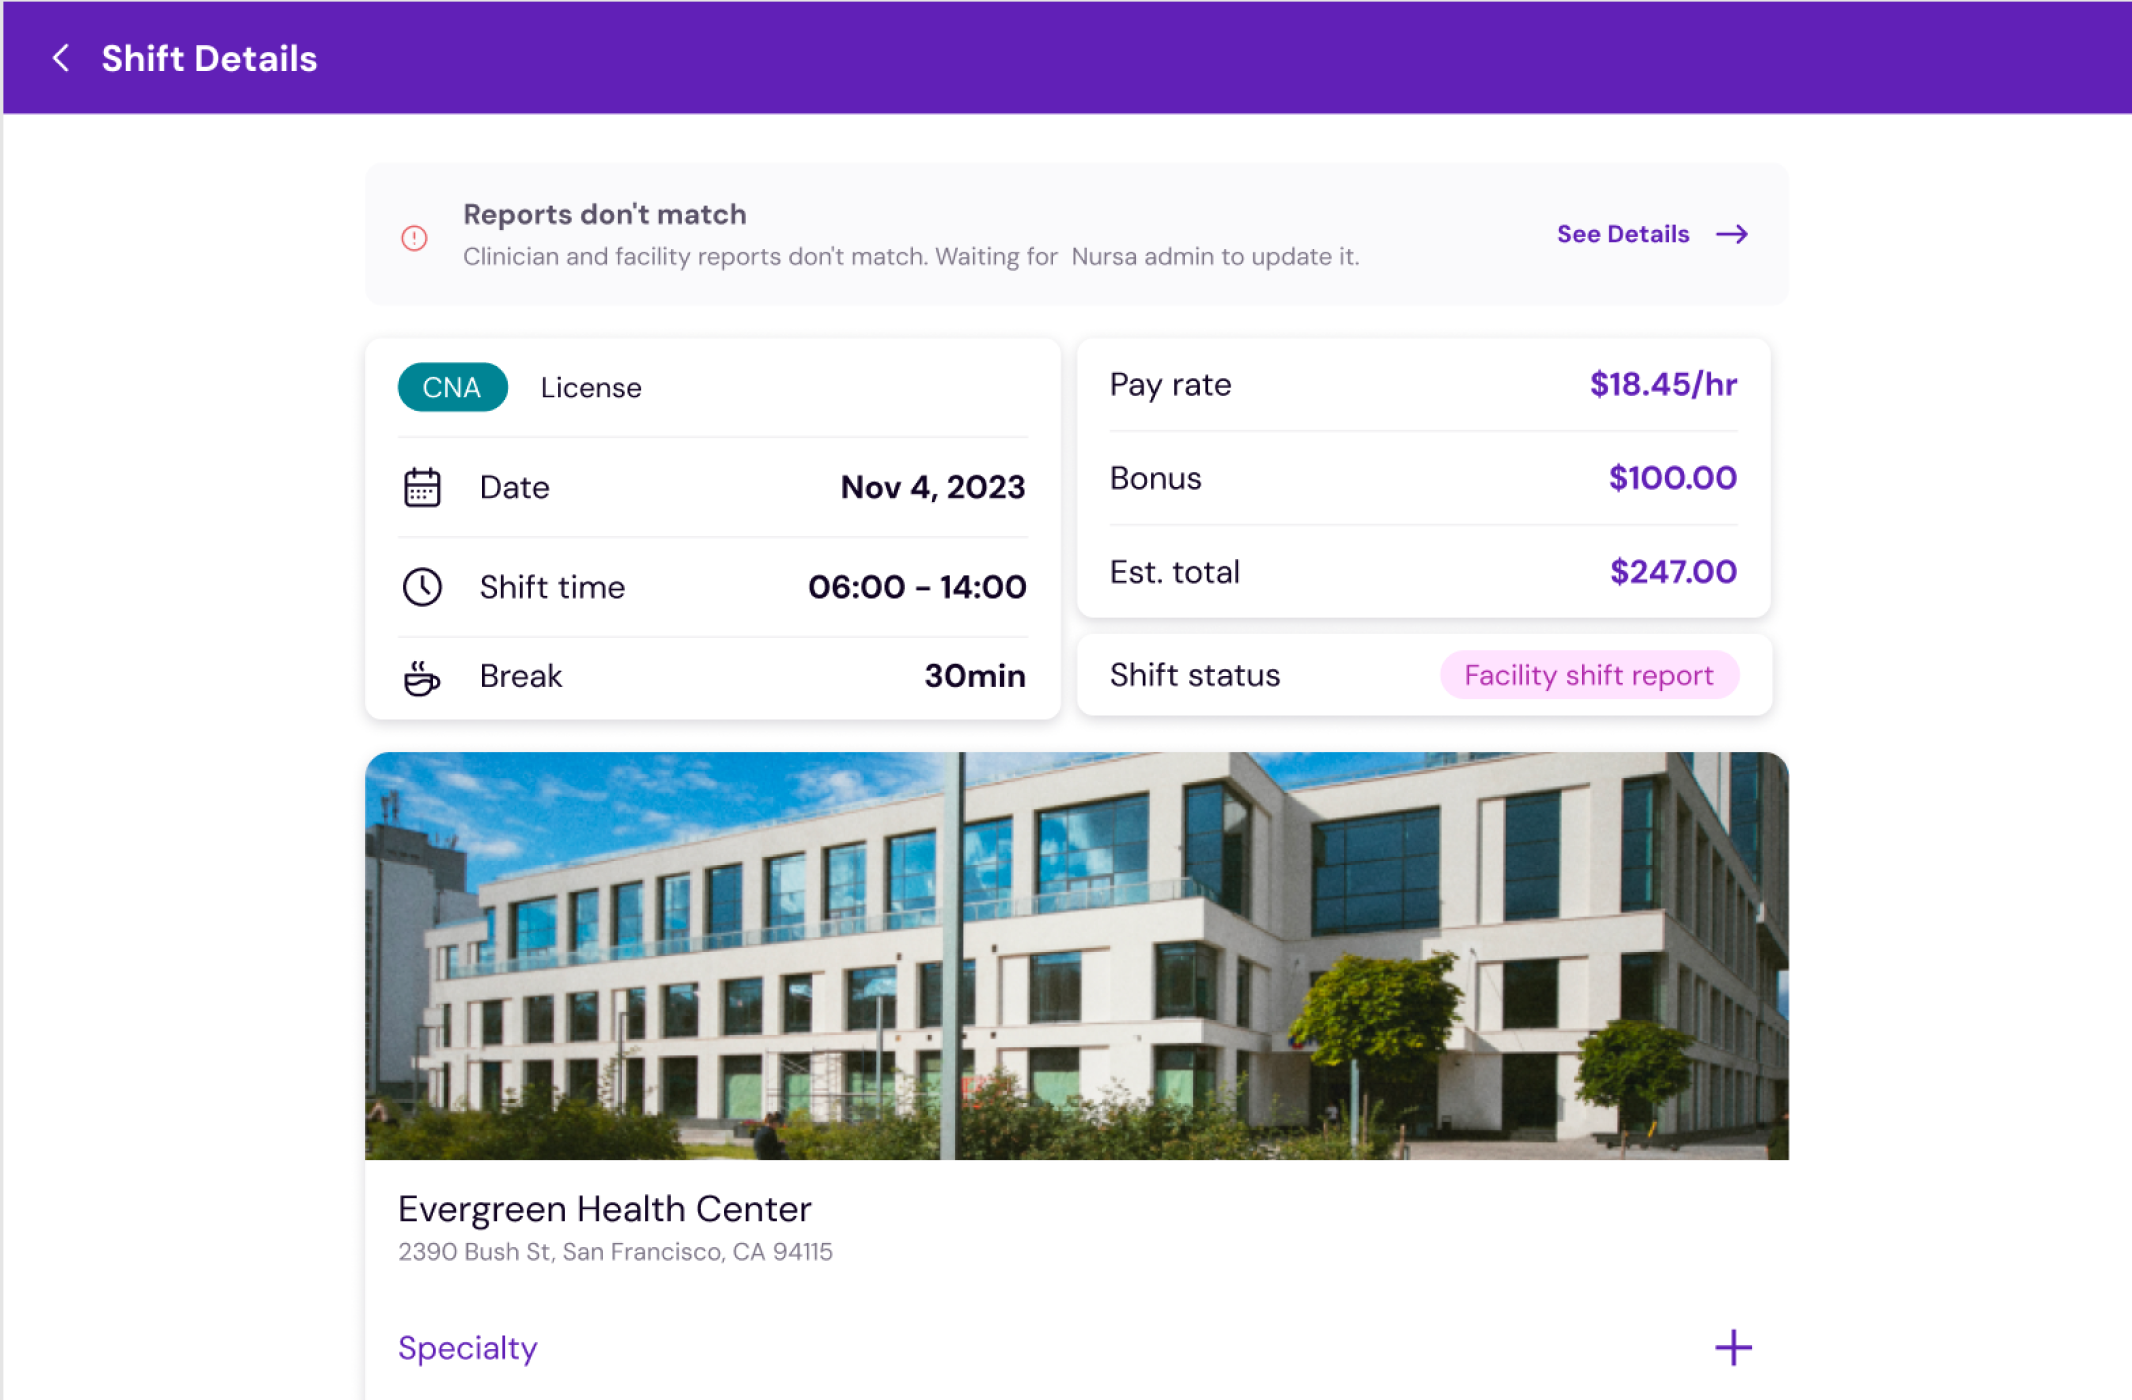 Shift Details
Reports don't match
Clinician and facility reports don't match. Waiting for  Nursa admin to update it.
See Details
CNA License
Date Nov 4, 2023
Shift time 06:00 - 14:00
Break 30min
Pay rate $18.45/hr
Bonus $100.00
Est. total $247.00
Shift status Facility shift report
Evergreen Health Center
2390 Bush St, San Francisco, CA 94115
Specialty